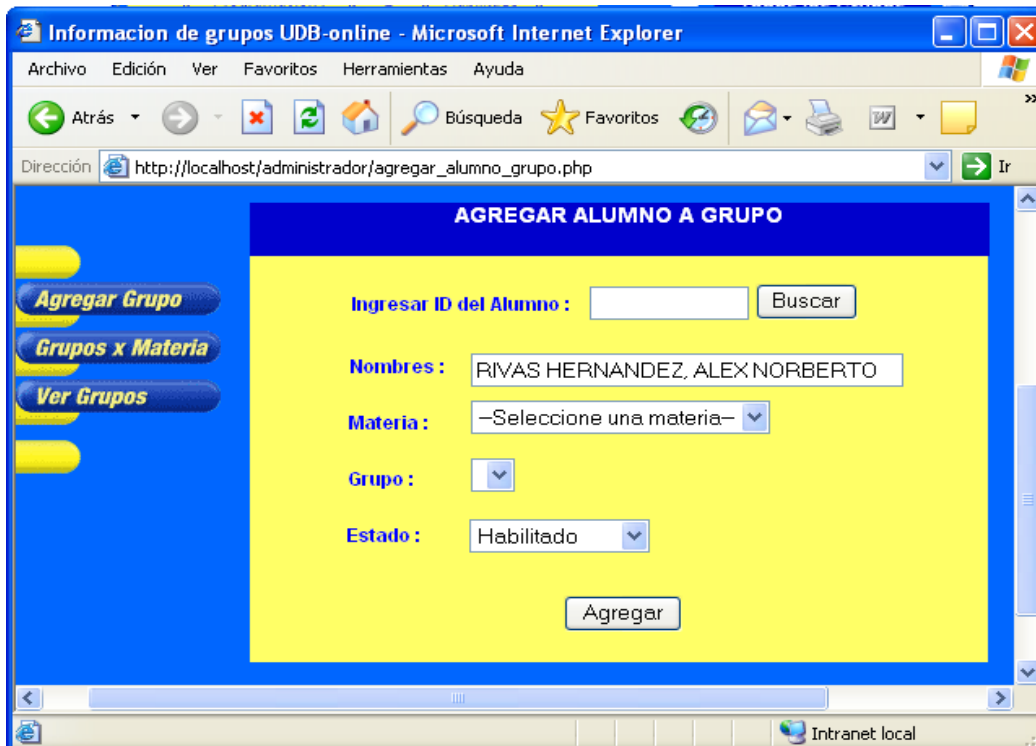 Informacion de grupos UDB-online - Microsoft Internet Explorer
Archivo Edición Ver Favoritos Herramientas Ayuda
Atrás Búsqueda Favoritos »
Dirección http://localhost/administrador/agregar_alumno_grupo.php Ir
AGREGAR ALUMNO A GRUPO
Agregar Grupo
Grupos x Materia
Ver Grupos
Ingresar ID del Alumno : Buscar
Nombres : RIVAS HERNANDEZ, ALEX NORBERTO
Materia : --Seleccione una materia--
Grupo :
Estado : Habilitado
Agregar
Intranet local